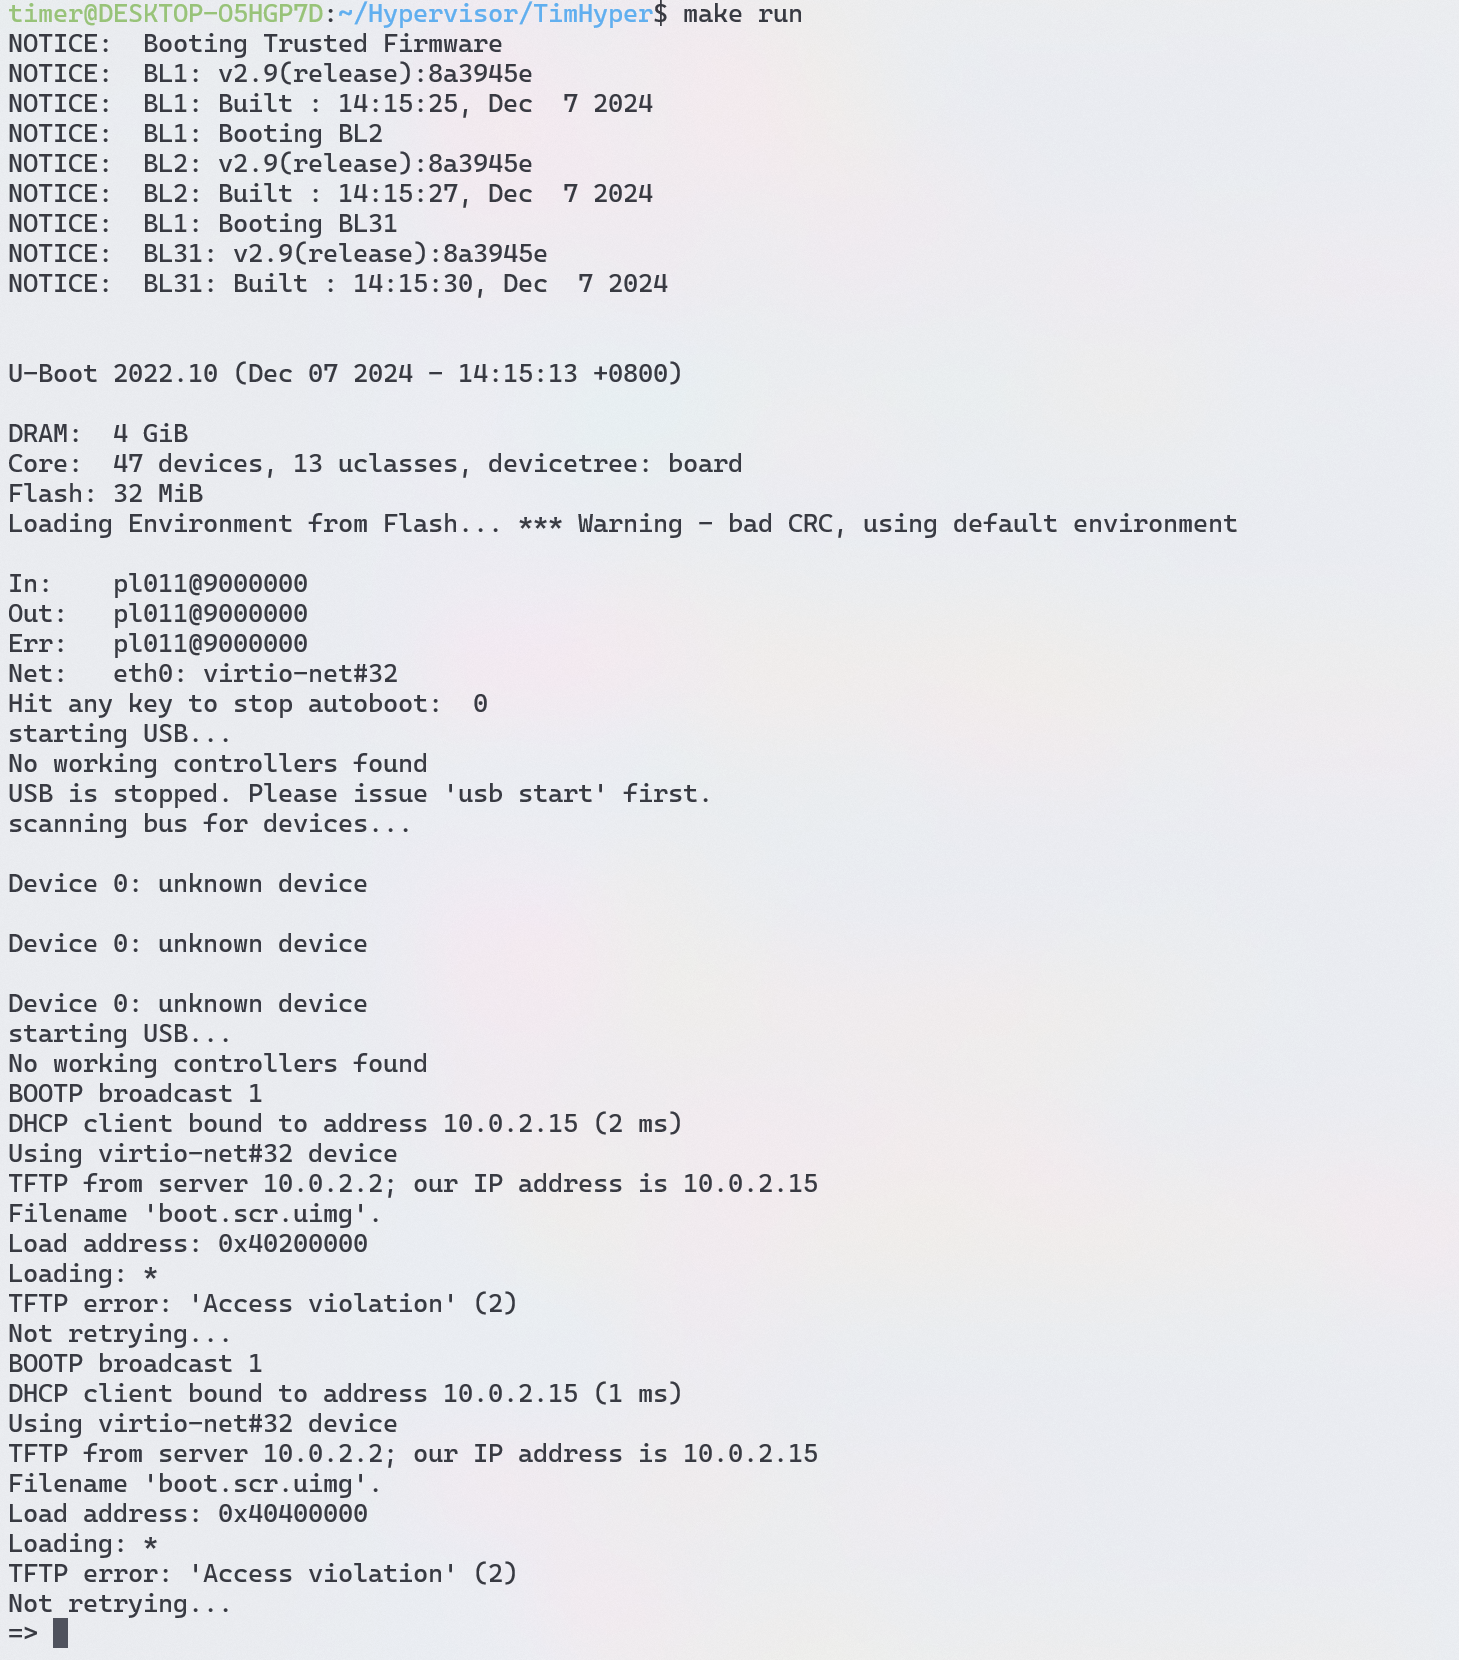 timer@DESKTOP-O5HGP7D:~/Hypervisor/TimHyper$ make run
NOTICE:  Booting Trusted Firmware
NOTICE:  BL1: v2.9(release):8a3945e
NOTICE:  BL1: Built : 14:15:25, Dec  7 2024
NOTICE:  BL1: Booting BL2
NOTICE:  BL2: v2.9(release):8a3945e
NOTICE:  BL2: Built : 14:15:27, Dec  7 2024
NOTICE:  BL1: Booting BL31
NOTICE:  BL31: v2.9(release):8a3945e
NOTICE:  BL31: Built : 14:15:30, Dec  7 2024
U-Boot 2022.10 (Dec 07 2024 - 14:15:13 +0800)
DRAM:  4 GiB
Core:  47 devices, 13 uclasses, devicetree: board
Flash: 32 MiB
Loading Environment from Flash... *** Warning - bad CRC, using default environment
In:    pl011@9000000
Out:   pl011@9000000
Err:   pl011@9000000
Net:   eth0: virtio-net#32
Hit any key to stop autoboot:  0
starting USB...
No working controllers found
USB is stopped. Please issue 'usb start' first.
scanning bus for devices...
Device 0: unknown device
Device 0: unknown device
Device 0: unknown device
starting USB...
No working controllers found
BOOTP broadcast 1
DHCP client bound to address 10.0.2.15 (2 ms)
Using virtio-net#32 device
TFTP from server 10.0.2.2; our IP address is 10.0.2.15
Filename 'boot.scr.uimg'.
Load address: 0x40200000
Loading: *
TFTP error: 'Access violation' (2)
Not retrying...
BOOTP broadcast 1
DHCP client bound to address 10.0.2.15 (1 ms)
Using virtio-net#32 device
TFTP from server 10.0.2.2; our IP address is 10.0.2.15
Filename 'boot.scr.uimg'.
Load address: 0x40400000
Loading: *
TFTP error: 'Access violation' (2)
Not retrying...
=>